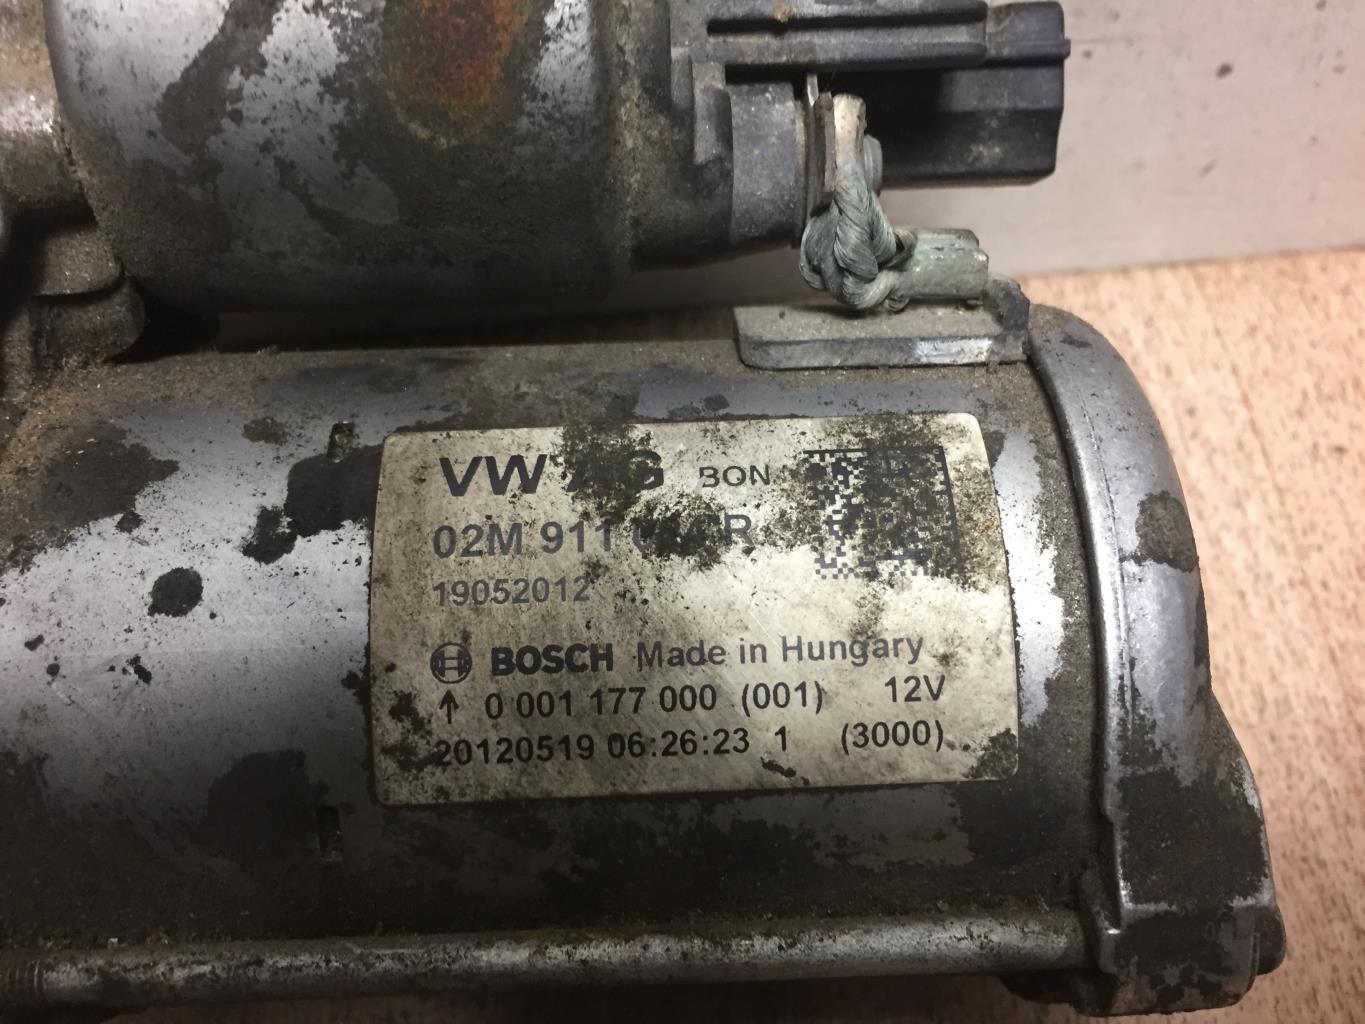 VW AG BON
02M 911 R
19052012
BOSCH Made in Hungary
↑ 0 001 177 000 (001) 12V
20120519 06:26:23 1 (3000)